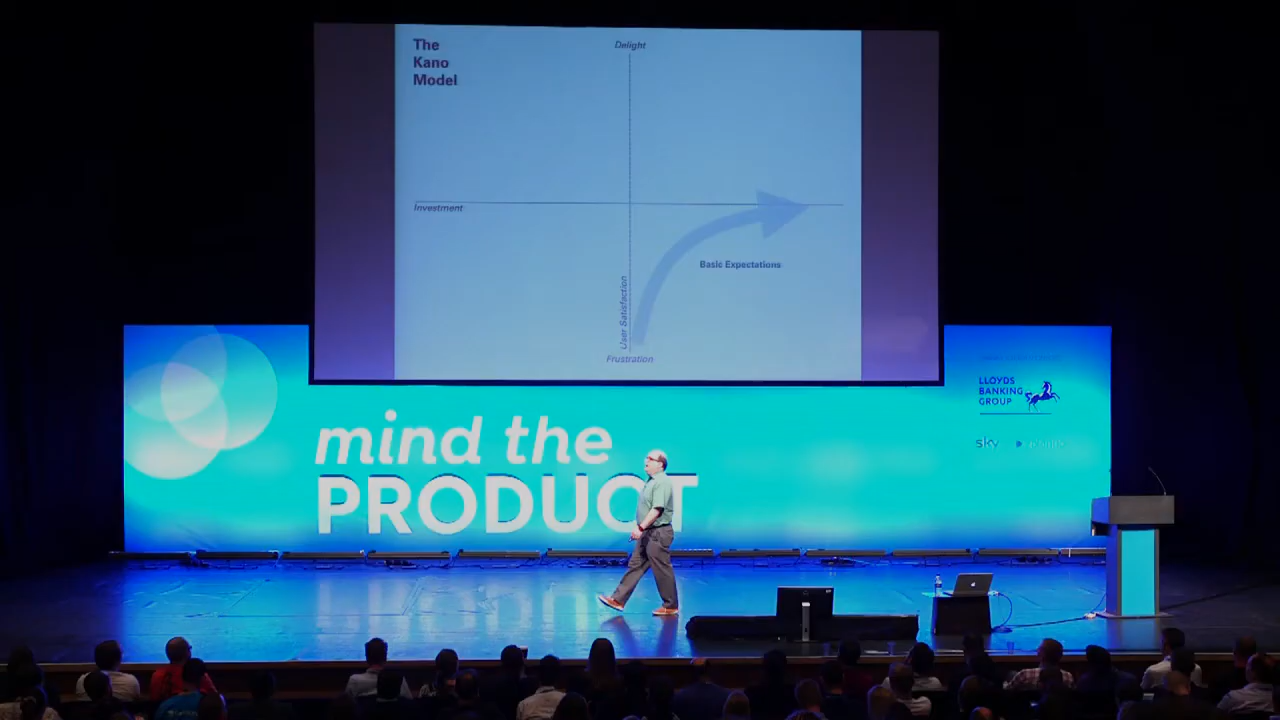 The
Kano
Model
Delight
Investment
Basic Expectations
User Satisfaction
Frustration
LLOYDS
BANKING
GROUP
sky
mind the
PRODUCT